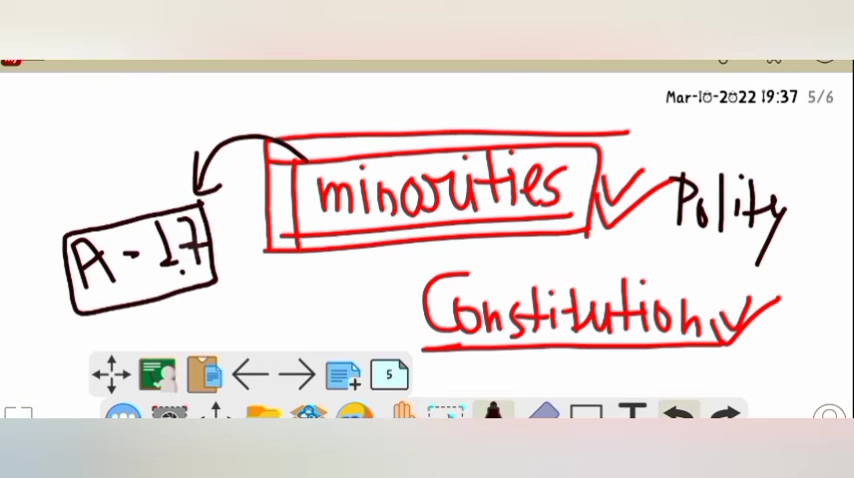 Mar-10-2022 19:37 5/6
minorities Polity
A - 17
Constitution
5
T